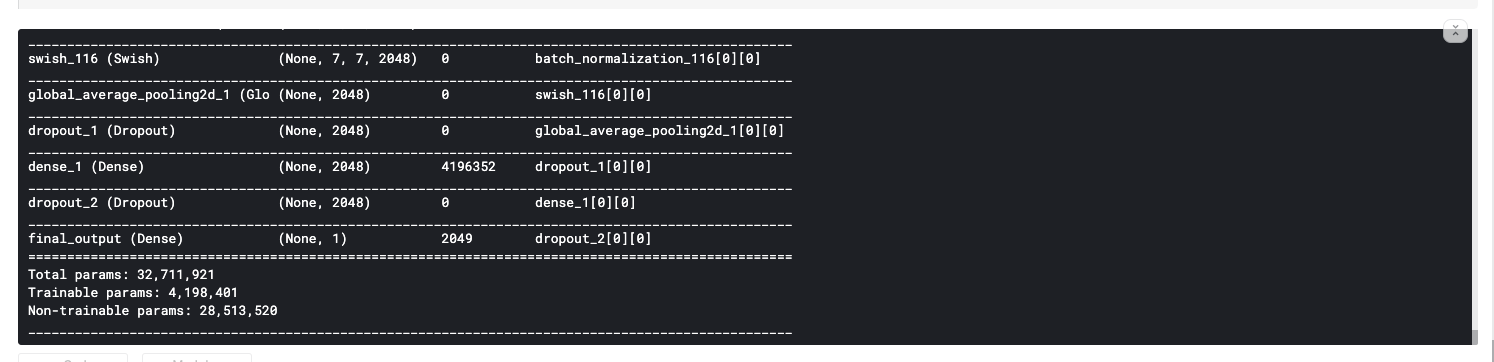 swish_116 (Swish) (None, 7, 7, 2048) 0 batch_normalization_116[0][0]
global_average_pooling2d_1 (Glo (None, 2048) 0 swish_116[0][0]
dropout_1 (Dropout) (None, 2048) 0 global_average_pooling2d_1[0][0]
dense_1 (Dense) (None, 2048) 4196352 dropout_1[0][0]
dropout_2 (Dropout) (None, 2048) 0 dense_1[0][0]
final_output (Dense) (None, 1) 2049 dropout_2[0][0]
Total params: 32,711,921
Trainable params: 4,198,401
Non-trainable params: 28,513,520